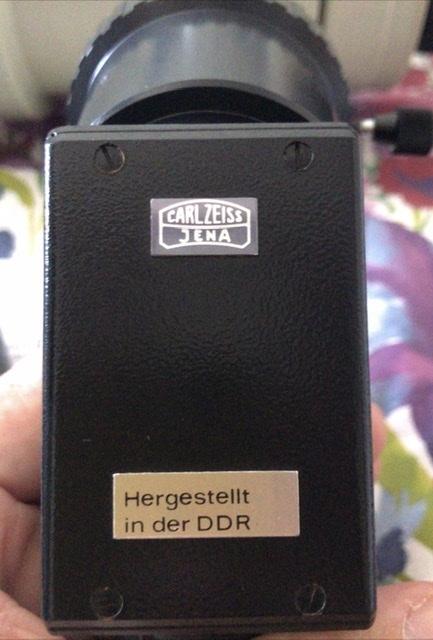 CARL ZEISS
JENA
Hergestellt
in der DDR